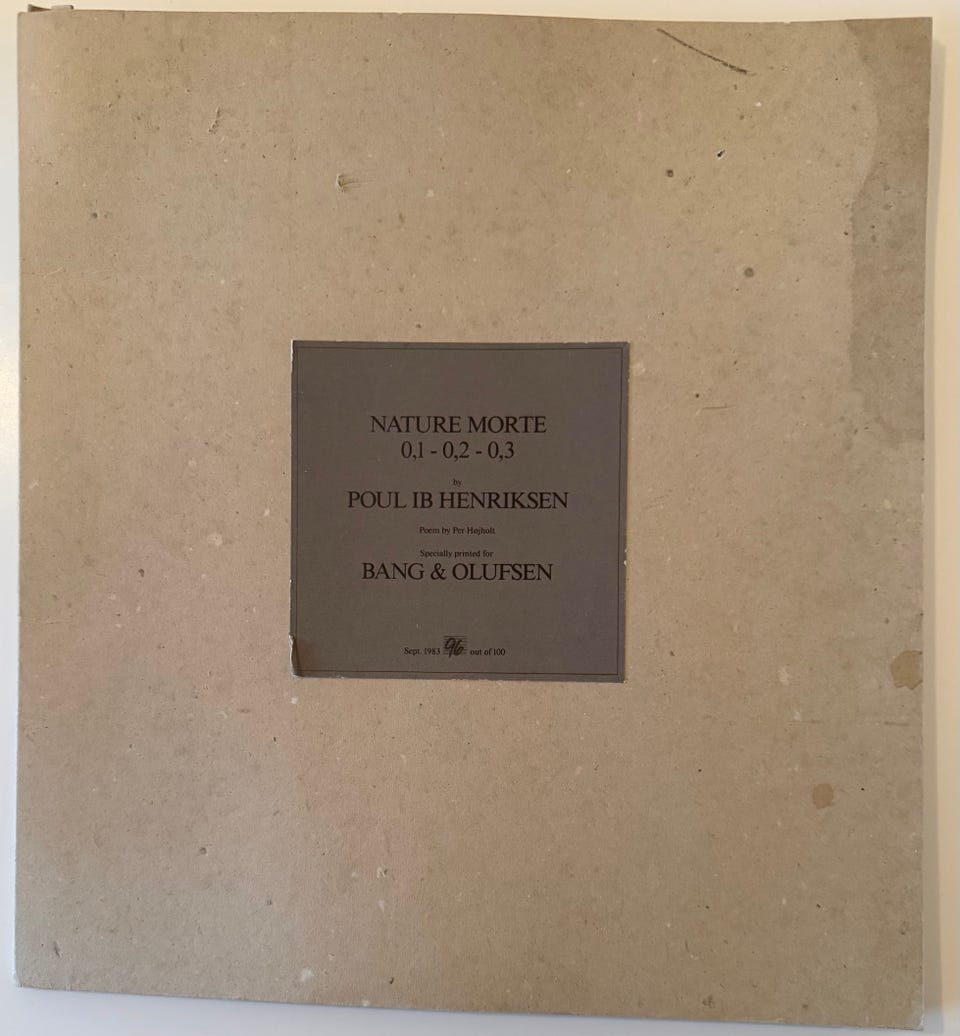 NATURE MORTE
0,1 - 0,2 - 0,3
by
POUL IB HENRIKSEN
Poem by Per Højholt
Specially printed for
BANG & OLUFSEN
Sept. 1983 96 out of 100